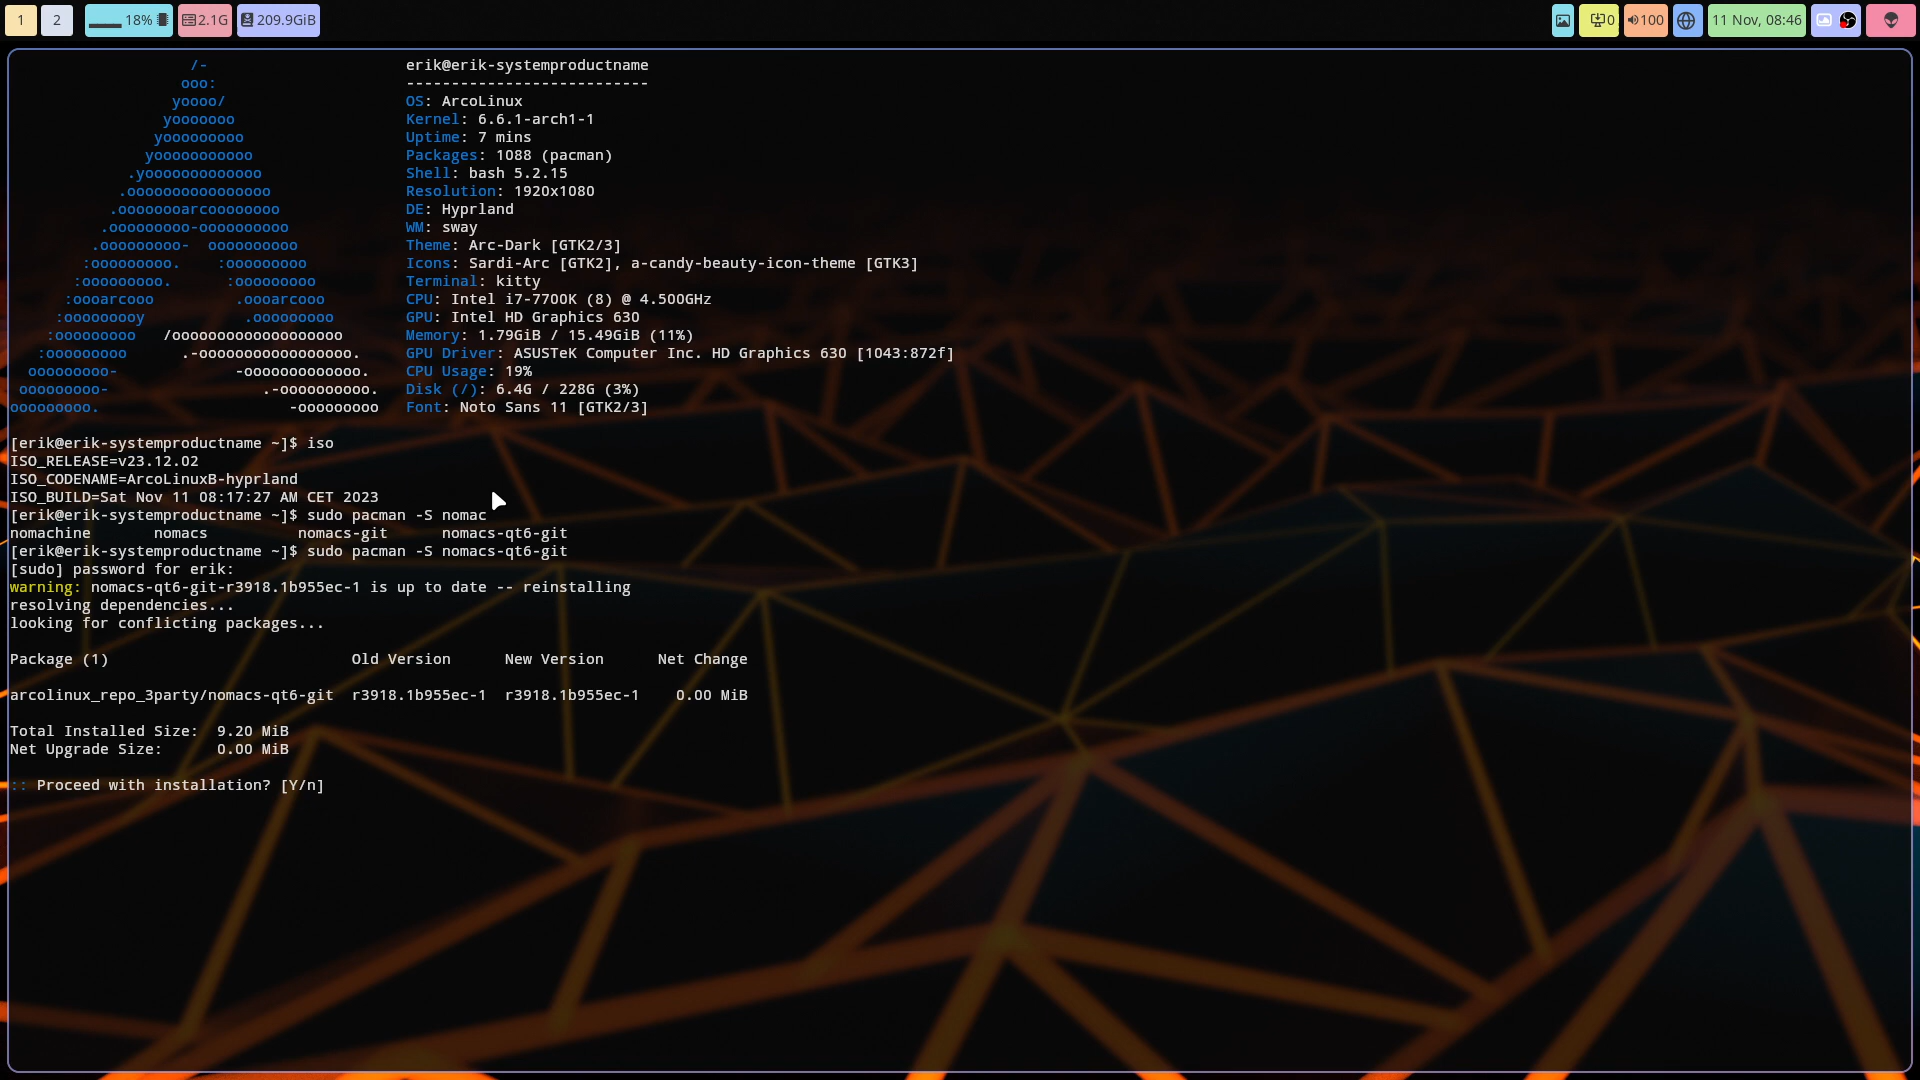 1 2 18% 2.1G 209.9GiB 0 100 11 Nov, 08:46
/- erik@erik-systemproductname
ooo: ---------------------------
yoooo/ OS: ArcoLinux
yooooooo Kernel: 6.6.1-arch1-1
yooooooooo Uptime: 7 mins
yooooooooooo Packages: 1088 (pacman)
.yooooooooooooo Shell: bash 5.2.15
.oooooooooooooooo Resolution: 1920x1080
.oooooooarcoooooooo DE: Hyprland
.ooooooooo-oooooooooo WM: sway
.ooooooooo- oooooooooo Theme: Arc-Dark [GTK2/3]
:ooooooooo. :ooooooooo Icons: Sardi-Arc [GTK2], a-candy-beauty-icon-theme [GTK3]
:ooooooooo. :ooooooooo Terminal: kitty
:oooarcooo .oooarcooo CPU: Intel i7-7700K (8) @ 4.500GHz
:ooooooooy .ooooooooo GPU: Intel HD Graphics 630
:ooooooooo /ooooooooooooooooooo Memory: 1.79GiB / 15.49GiB (11%)
:ooooooooo .-ooooooooooooooooo. GPU Driver: ASUSTeK Computer Inc. HD Graphics 630 [1043:872f]
ooooooooo- -ooooooooooooo. CPU Usage: 19%
ooooooooo- .-oooooooooo. Disk (/): 6.4G / 228G (3%)
ooooooooo. -ooooooooo Font: Noto Sans 11 [GTK2/3]
[erik@erik-systemproductname ~]$ iso
ISO_RELEASE=v23.12.02
ISO_CODENAME=ArcoLinuxB-hyprland
ISO_BUILD=Sat Nov 11 08:17:27 AM CET 2023
[erik@erik-systemproductname ~]$ sudo pacman -S nomac
nomachine nomacs nomacs-git nomacs-qt6-git
[erik@erik-systemproductname ~]$ sudo pacman -S nomacs-qt6-git
[sudo] password for erik:
warning: nomacs-qt6-git-r3918.1b955ec-1 is up to date -- reinstalling
resolving dependencies...
looking for conflicting packages...
Package (1) Old Version New Version Net Change
arcolinux_repo_3party/nomacs-qt6-git r3918.1b955ec-1 r3918.1b955ec-1 0.00 MiB
Total Installed Size: 9.20 MiB
Net Upgrade Size: 0.00 MiB
:: Proceed with installation? [Y/n]